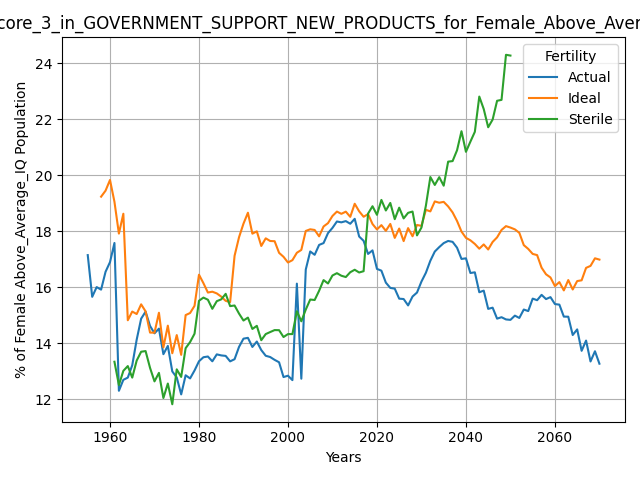 core_3_in_GOVERNMENT_SUPPORT_NEW_PRODUCTS_for_Female_Above_Aver
% of Female Above_Average_IQ Population
24
22
20
18
16
14
12
Fertility
Actual
Ideal
Sterile
1960 1980 2000 2020 2040 2060
Years